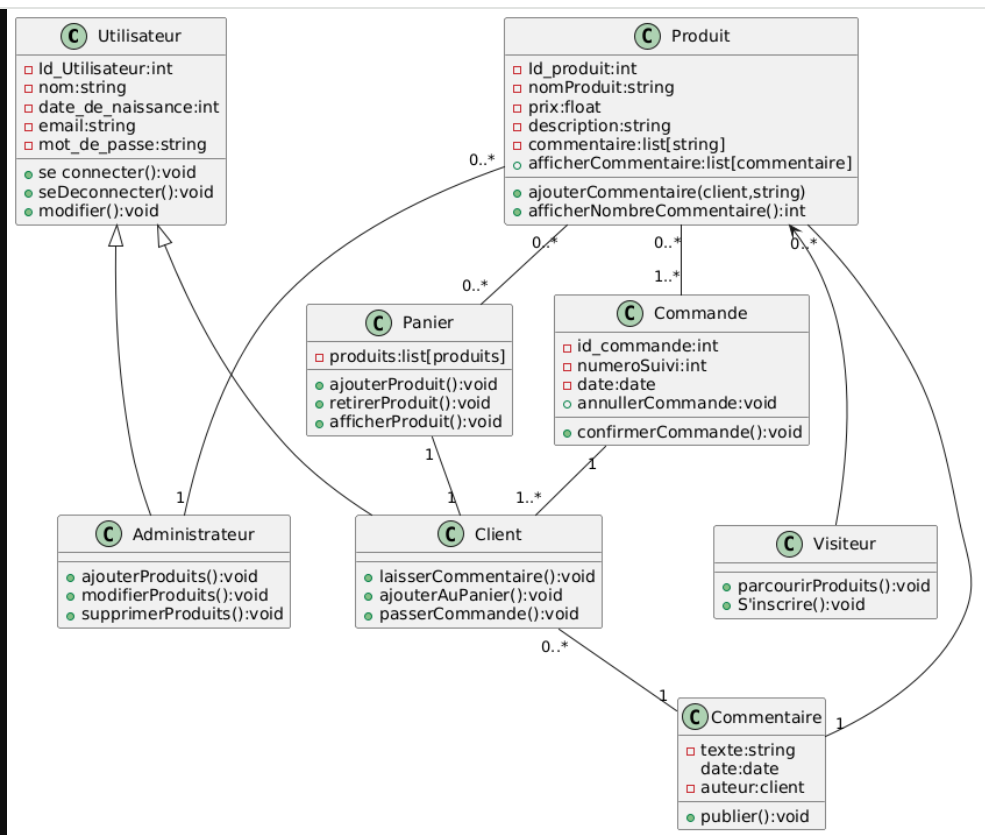 C Utilisateur
Id_Utilisateur:int
nom:string
date_de_naissance:int
email:string
mot_de_passe:string
se connecter():void
seDeconnecter():void
modifier():void
C Produit
Id_produit:int
nomProduit:string
prix:float
description:string
commentaire:list[string]
afficherCommentaire:list[commentaire]
ajouterCommentaire(client,string)
afficherNombreCommentaire():int
0..*
0..*
0..*
0..*
0..*
1..*
C Panier
produits:list[produits]
ajouterProduit():void
retirerProduit():void
afficherProduit():void
C Commande
id_commande:int
numeroSuivi:int
date:date
annullerCommande:void
confirmerCommande():void
1
1
1
1
1..*
C Administrateur
ajouterProduits():void
modifierProduits():void
supprimerProduits():void
C Client
laisserCommentaire():void
ajouterAuPanier():void
passerCommande():void
C Visiteur
parcourirProduits():void
S'inscrire():void
0..*
1
1
C Commentaire
texte:string
date:date
auteur:client
publier():void